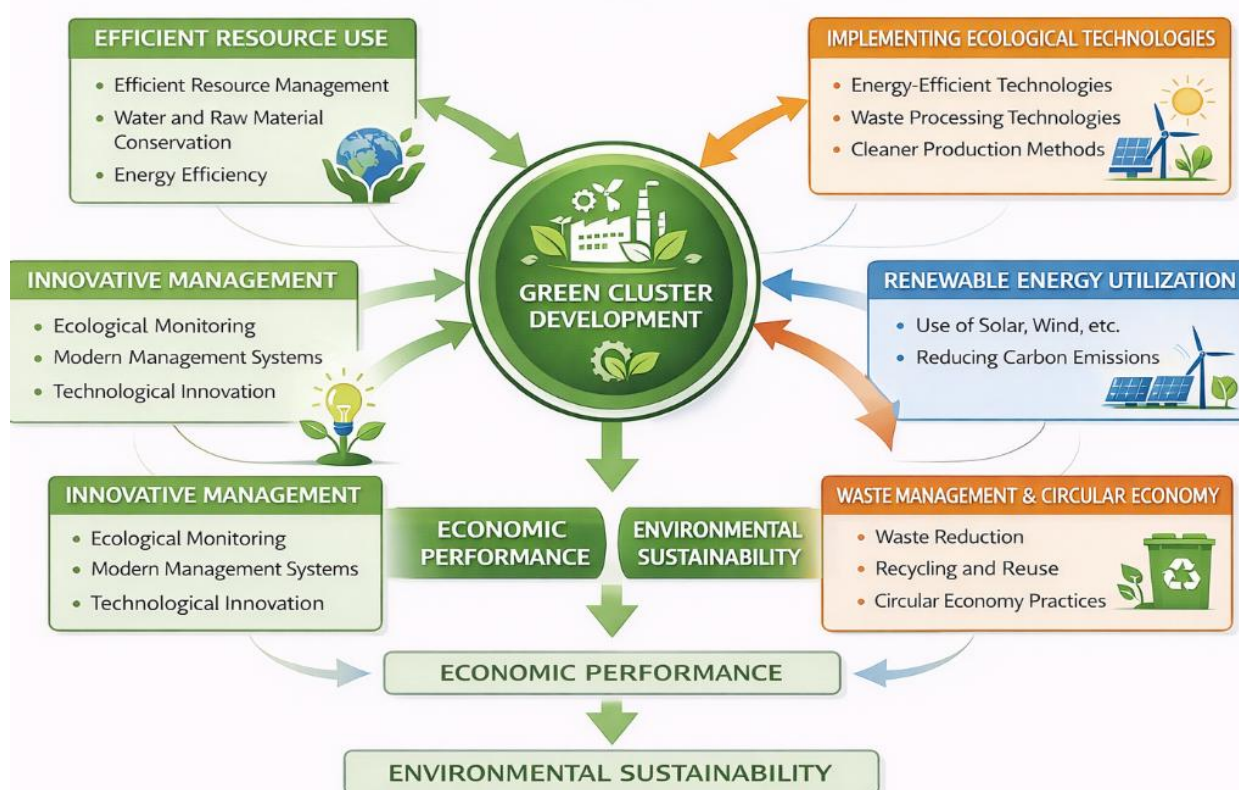 EFFICIENT RESOURCE USE
• Efficient Resource Management
• Water and Raw Material
Conservation
• Energy Efficiency
IMPLEMENTING ECOLOGICAL TECHNOLOGIES
• Energy-Efficient Technologies
• Waste Processing Technologies
• Cleaner Production Methods
GREEN CLUSTER
DEVELOPMENT
INNOVATIVE MANAGEMENT
• Ecological Monitoring
• Modern Management Systems
• Technological Innovation
RENEWABLE ENERGY UTILIZATION
• Use of Solar, Wind, etc.
• Reducing Carbon Emissions
INNOVATIVE MANAGEMENT
• Ecological Monitoring
• Modern Management Systems
• Technological Innovation
ECONOMIC
PERFORMANCE
ENVIRONMENTAL
SUSTAINABILITY
WASTE MANAGEMENT & CIRCULAR ECONOMY
• Waste Reduction
• Recycling and Reuse
• Circular Economy Practices
ECONOMIC PERFORMANCE
ENVIRONMENTAL SUSTAINABILITY